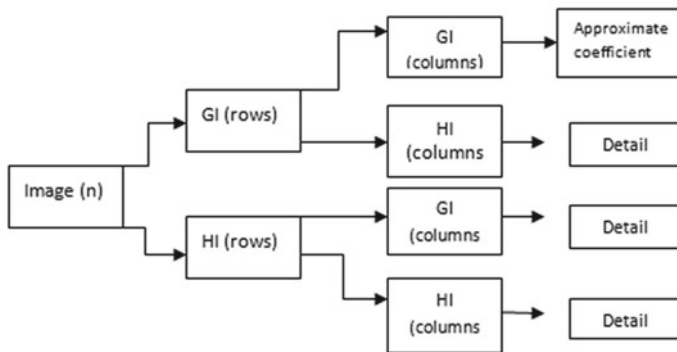 GI
(columns)
Approximate
coefficient
GI (rows)
HI
(columns
Detail
Image (n)
GI
(columns
Detail
HI (rows)
HI
(columns
Detail